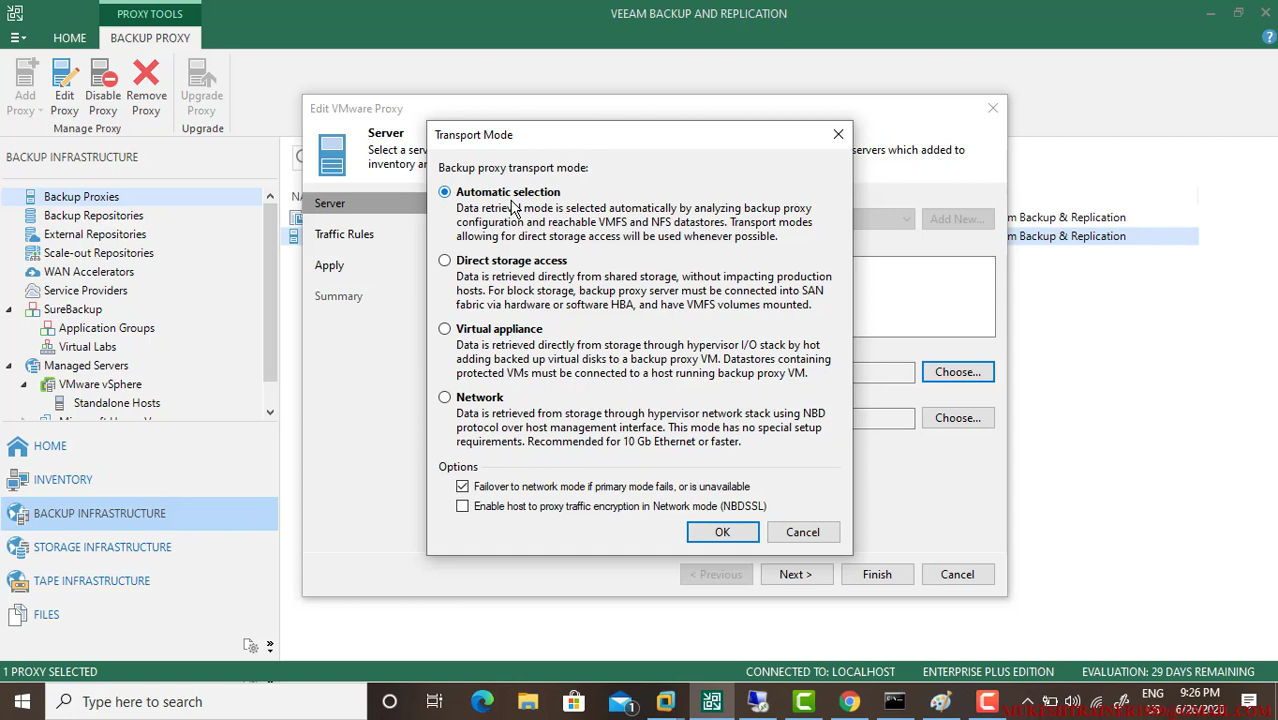 PROXY TOOLS
VEEAM BACKUP AND REPLICATION
HOME
BACKUP PROXY
Add
Proxy
Edit
Proxy
Disable
Proxy
Remove
Proxy
Upgrade
Proxy
Manage Proxy
Upgrade
BACKUP INFRASTRUCTURE
Backup Proxies
Backup Repositories
External Repositories
Scale-out Repositories
WAN Accelerators
Service Providers
SureBackup
Application Groups
Virtual Labs
Managed Servers
VMware vSphere
Standalone Hosts
HOME
INVENTORY
BACKUP INFRASTRUCTURE
STORAGE INFRASTRUCTURE
TAPE INFRASTRUCTURE
FILES
m Backup & Replication
m Backup & Replication
Edit VMware Proxy
Server
Select a serv
servers which added to
inventory an
Server
Traffic Rules
Apply
Summary
Add New...
Choose...
Choose...
< Previous
Next >
Finish
Cancel
Transport Mode
Backup proxy transport mode:
Automatic selection
Data retrieval mode is selected automatically by analyzing backup proxy
configuration and reachable VMFS and NFS datastores. Transport modes
allowing for direct storage access will be used whenever possible.
Direct storage access
Data is retrieved directly from shared storage, without impacting production
hosts. For block storage, backup proxy server must be connected into SAN
fabric via hardware or software HBA, and have VMFS volumes mounted.
Virtual appliance
Data is retrieved directly from storage through hypervisor I/O stack by hot
adding backed up virtual disks to a backup proxy VM. Datastores containing
protected VMs must be connected to a host running backup proxy VM.
Network
Data is retrieved from storage through hypervisor network stack using NBD
protocol over host management interface. This mode has no special setup
requirements. Recommended for 10 Gb Ethernet or faster.
Options
Failover to network mode if primary mode fails, or is unavailable
Enable host to proxy traffic encryption in Network mode (NBDSSL)
OK
Cancel
1 PROXY SELECTED
CONNECTED TO: LOCALHOST
ENTERPRISE PLUS EDITION
EVALUATION: 29 DAYS REMAINING
Type here to search
1
ENG
9:26 PM
6/26/2020